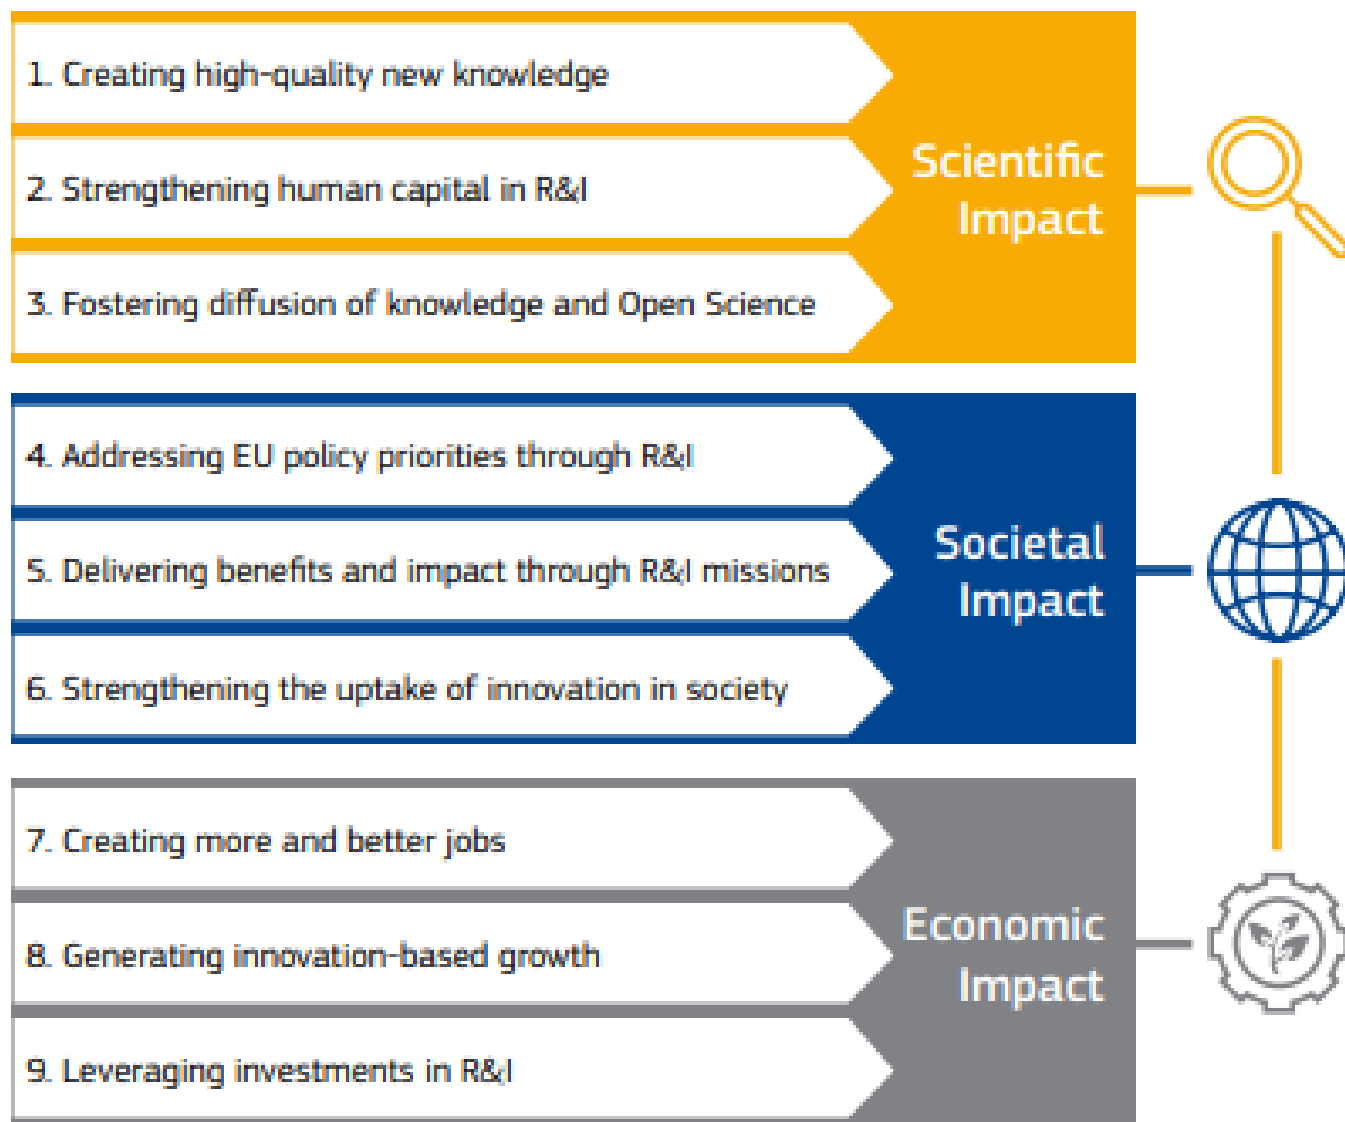 1. Creating high-quality new knowledge
2. Strengthening human capital in R&I
3. Fostering diffusion of knowledge and Open Science
Scientific
Impact
4. Addressing EU policy priorities through R&I
5. Delivering benefits and impact through R&I missions
6. Strengthening the uptake of innovation in society
Societal
Impact
7. Creating more and better jobs
8. Generating innovation-based growth
9. Leveraging investments in R&I
Economic
Impact